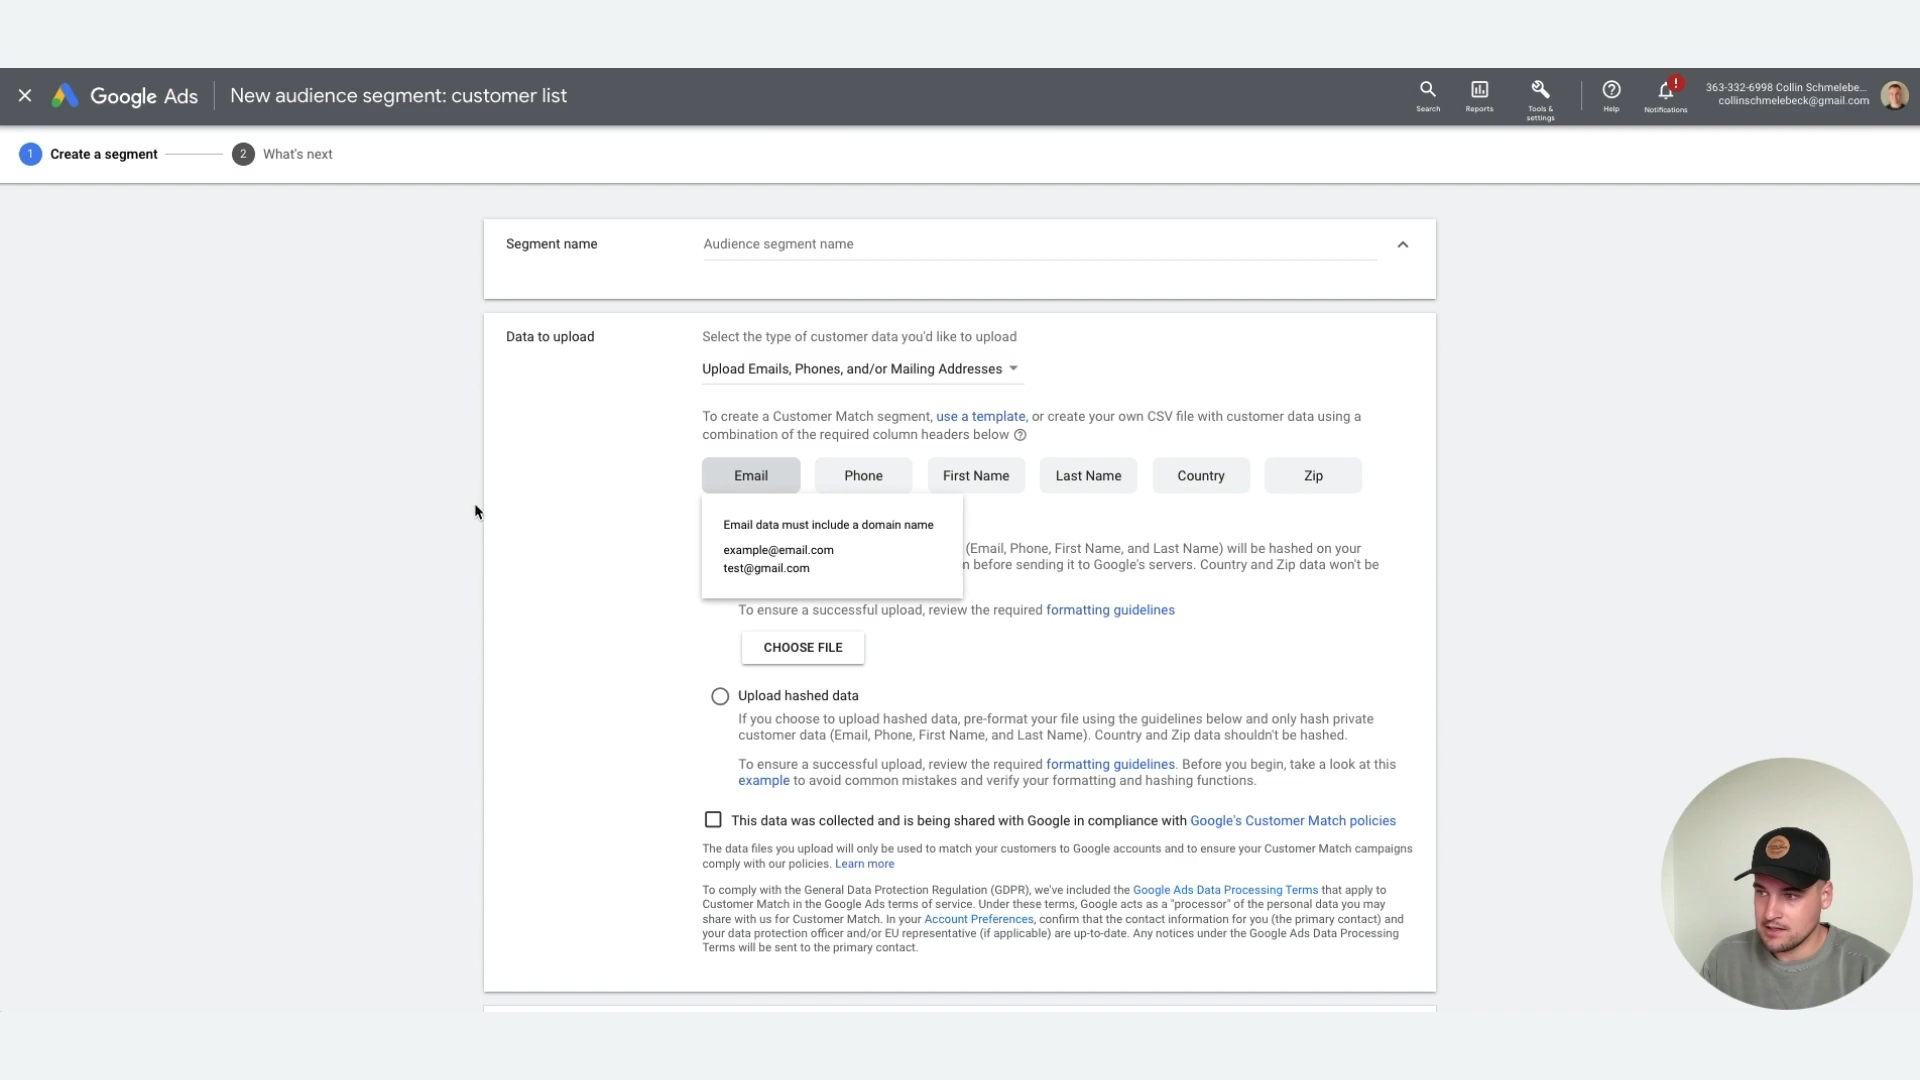 Google Ads
New audience segment: customer list
Search
Reports
Tools &
settings
Help
!
Notifications
363-332-6998 Collin Schmelebe...
collinschmelebeck@gmail.com
1 Create a segment
2 What's next
Segment name
Audience segment name
Data to upload
Select the type of customer data you'd like to upload
Upload Emails, Phones, and/or Mailing Addresses
To create a Customer Match segment, use a template, or create your own CSV file with customer data using a
combination of the required column headers below
Email Phone First Name Last Name Country Zip
Email data must include a domain name
example@email.com
test@gmail.com
(Email, Phone, First Name, and Last Name) will be hashed on your
before sending it to Google's servers. Country and Zip data won't be
To ensure a successful upload, review the required formatting guidelines
CHOOSE FILE
Upload hashed data
If you choose to upload hashed data, pre-format your file using the guidelines below and only hash private
customer data (Email, Phone, First Name, and Last Name). Country and Zip data shouldn't be hashed.
To ensure a successful upload, review the required formatting guidelines. Before you begin, take a look at this
example to avoid common mistakes and verify your formatting and hashing functions.
This data was collected and is being shared with Google in compliance with Google's Customer Match policies
The data files you upload will only be used to match your customers to Google accounts and to ensure your Customer Match campaigns
comply with our policies. Learn more
To comply with the General Data Protection Regulation (GDPR), we've included the Google Ads Data Processing Terms that apply to
Customer Match in the Google Ads terms of service. Under these terms, Google acts as a "processor" of the personal data you may
share with us for Customer Match. In your Account Preferences, confirm that the contact information for you (the primary contact) and
your data protection officer and/or EU representative (if applicable) are up-to-date. Any notices under the Google Ads Data Processing
Terms will be sent to the primary contact.